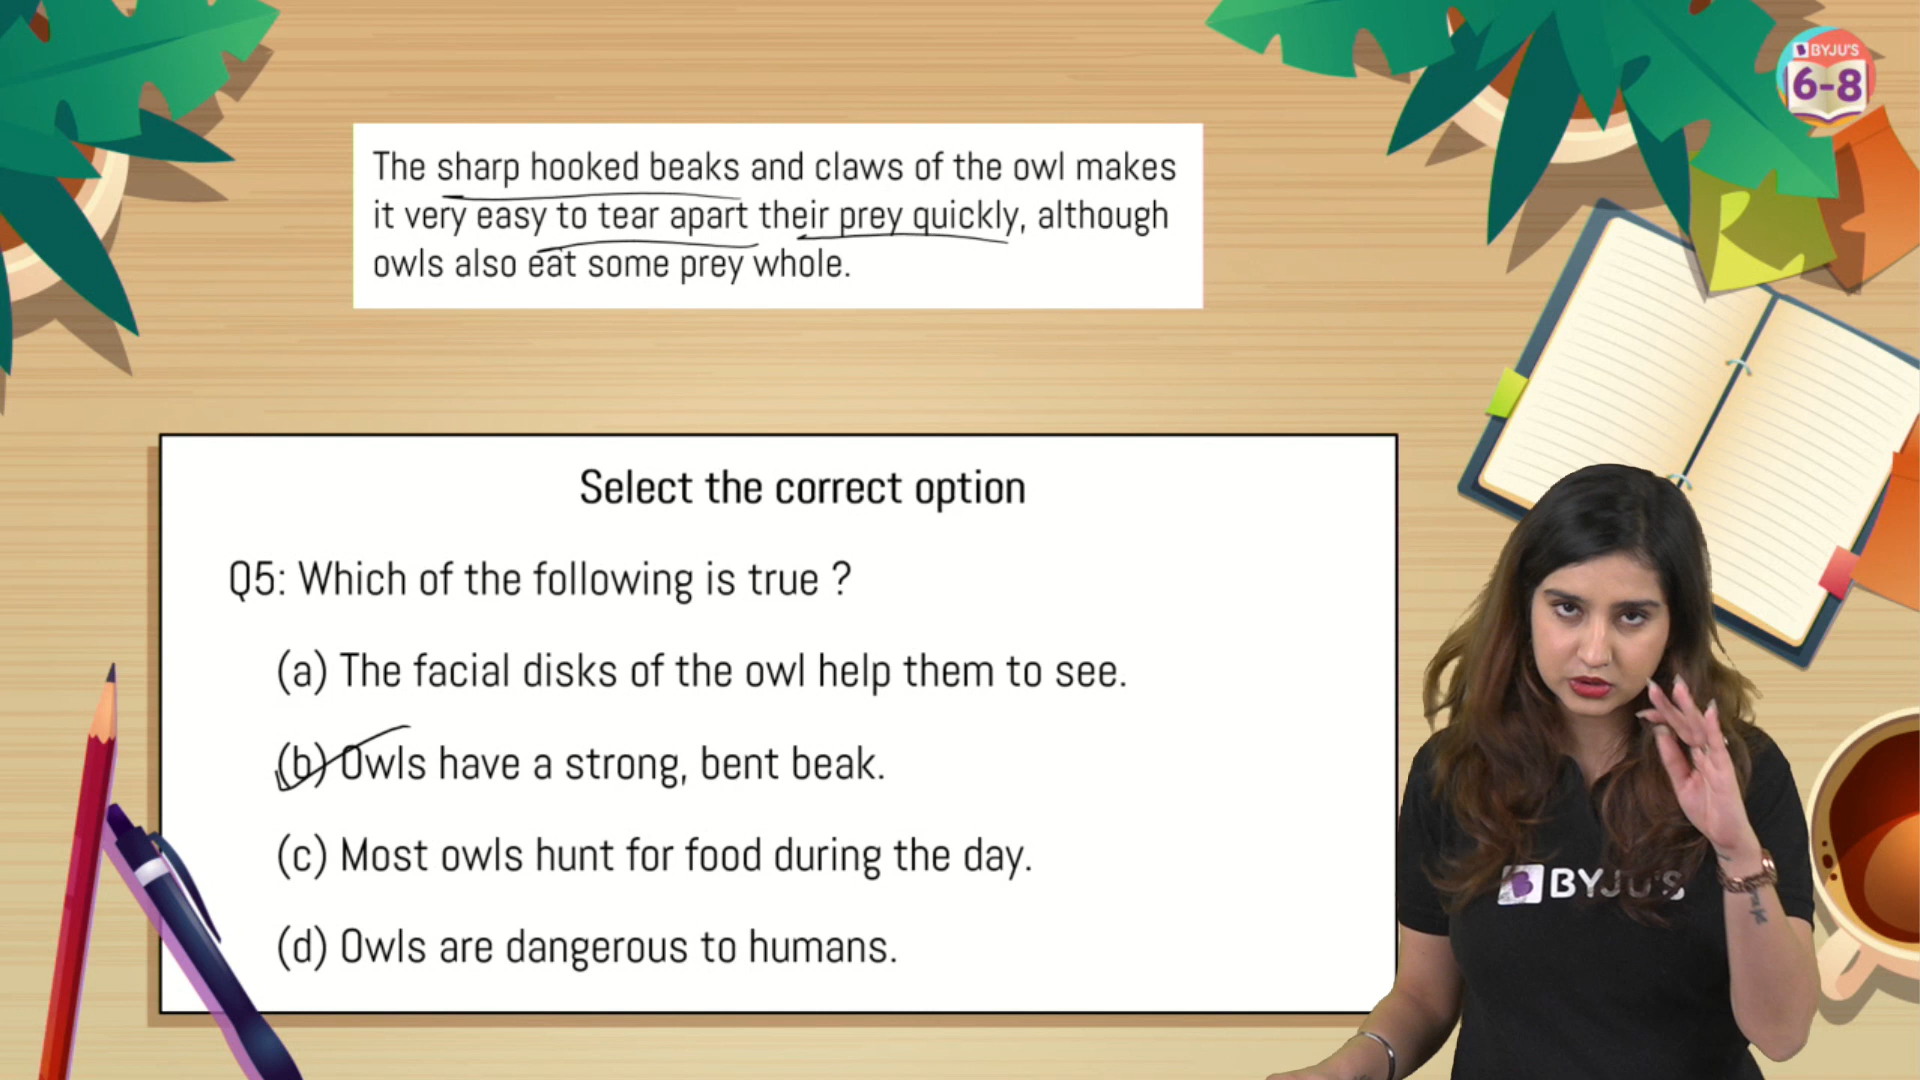 BYJU'S
6-8
The sharp hooked beaks and claws of the owl makes
it very easy to tear apart their prey quickly, although
owls also eat some prey whole.
Select the correct option
Q5: Which of the following is true ?
(a) The facial disks of the owl help them to see.
(b) Owls have a strong, bent beak.
(c) Most owls hunt for food during the day.
(d) Owls are dangerous to humans.
BYJU'S